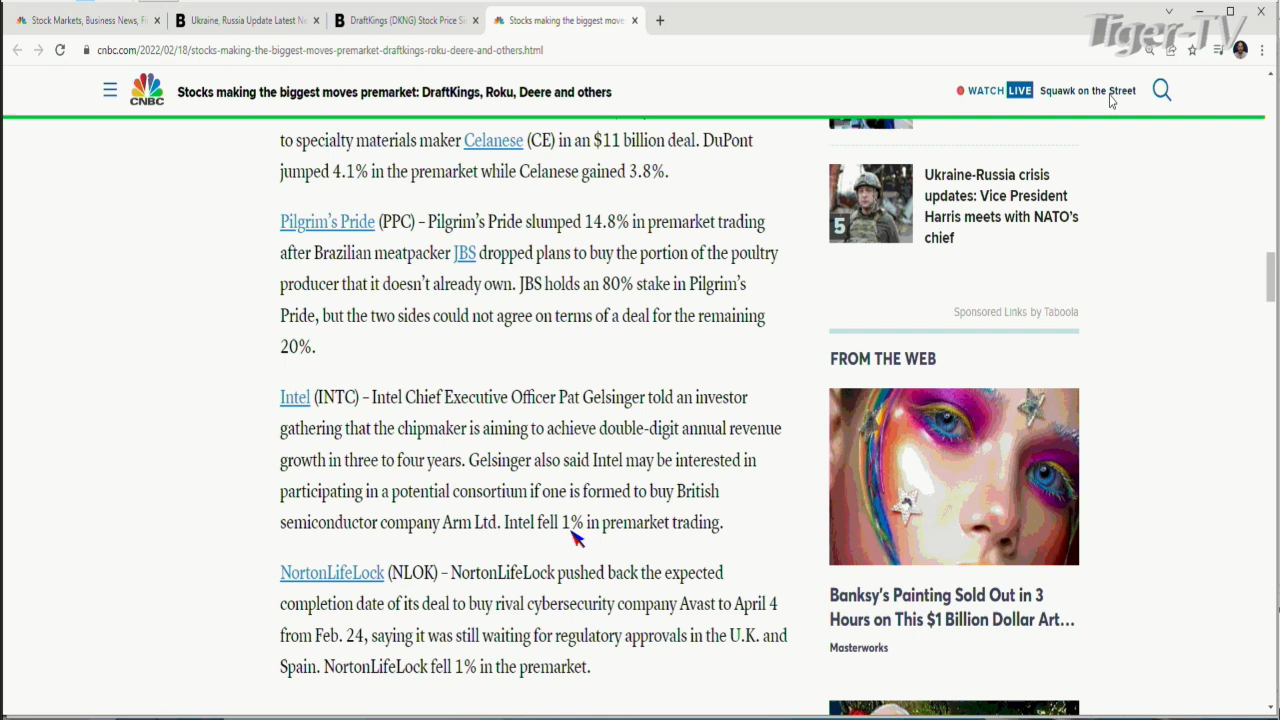 Stock Markets, Business News, Fi
Ukraine, Russia Update Latest Ne
DraftKings (DKNG) Stock Price Si
Stocks making the biggest moves
Tiger-TV
cnbc.com/2022/02/18/stocks-making-the-biggest-moves-premarket-draftkings-roku-deere-and-others.html
CNBC
Stocks making the biggest moves premarket: DraftKings, Roku, Deere and others
WATCH LIVE Squawk on the Street
to specialty materials maker Celanese (CE) in an $11 billion deal. DuPont
jumped 4.1% in the premarket while Celanese gained 3.8%.
Pilgrim's Pride (PPC) – Pilgrim's Pride slumped 14.8% in premarket trading
after Brazilian meatpacker JBS dropped plans to buy the portion of the poultry
producer that it doesn't already own. JBS holds an 80% stake in Pilgrim's
Pride, but the two sides could not agree on terms of a deal for the remaining
20%.
Intel (INTC) – Intel Chief Executive Officer Pat Gelsinger told an investor
gathering that the chipmaker is aiming to achieve double-digit annual revenue
growth in three to four years. Gelsinger also said Intel may be interested in
participating in a potential consortium if one is formed to buy British
semiconductor company Arm Ltd. Intel fell 1% in premarket trading.
NortonLifeLock (NLOK) – NortonLifeLock pushed back the expected
completion date of its deal to buy rival cybersecurity company Avast to April 4
from Feb. 24, saying it was still waiting for regulatory approvals in the U.K. and
Spain. NortonLifeLock fell 1% in the premarket.
5
Ukraine-Russia crisis
updates: Vice President
Harris meets with NATO's
chief
Sponsored Links by Taboola
FROM THE WEB
Banksy's Painting Sold Out in 3
Hours on This $1 Billion Dollar Art...
Masterworks